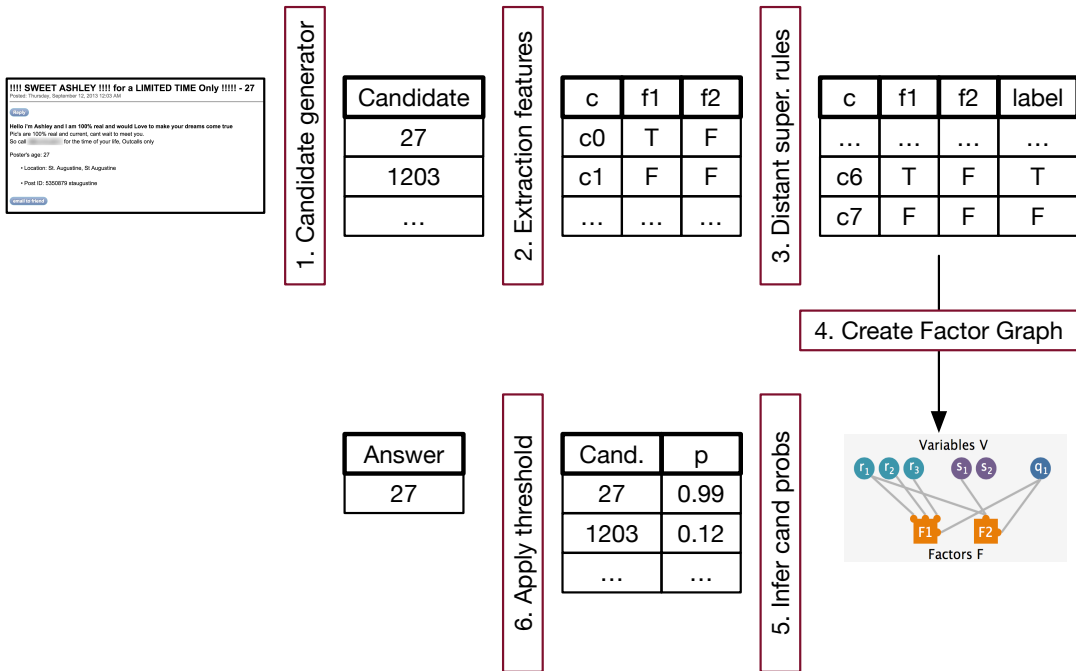 !!!! SWEET ASHLEY !!!! for a LIMITED TIME Only !!!!! - 27
Posted: Thursday, September 12, 2013 12:03 AM
Reply
Hello I'm Ashley and I am 100% real and would Love to make your dreams come true
Pic's are 100% real and current, cant wait to meet you.
So call for the time of your life, Outcalls only
Poster's age: 27
• Location: St. Augustine, St Augustine
• Post ID: 5350879 staugustine
email to friend
1. Candidate generator
Candidate
27
1203
...
2. Extraction features
c f1 f2
c0 T F
c1 F F
... ... ...
3. Distant super. rules
c f1 f2 label
... ... ... ...
c6 T F T
c7 F F F
4. Create Factor Graph
Variables V
r1 r2 r3 s1 s2 q1
F1 F2
Factors F
5. Infer cand probs
Cand. p
27 0.99
1203 0.12
... ...
6. Apply threshold
Answer
27